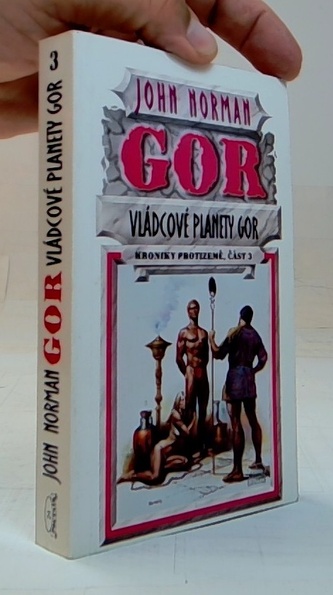 3
JOHN NORMAN GOR VLÁDCOVÉ PLANETY GOR
JOHN NORMAN
GOR
VLÁDCOVÉ PLANETY GOR
KRONIKY PROTIZEMĚ, ČÁST 3